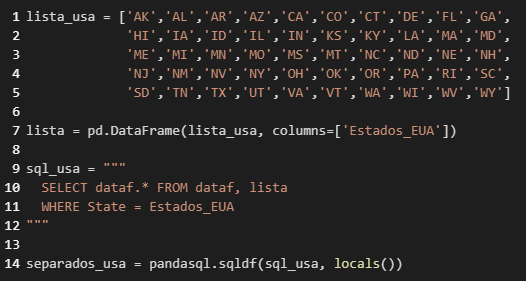 1 lista_usa = ['AK','AL','AR','AZ','CA','CO','CT','DE','FL','GA',
2              'HI','IA','ID','IL','IN','KS','KY','LA','MA','MD',
3              'ME','MI','MN','MO','MS','MT','NC','ND','NE','NH',
4              'NJ','NM','NV','NY','OH','OK','OR','PA','RI','SC',
5              'SD','TN','TX','UT','VA','VT','WA','WI','WV','WY']
6
7 lista = pd.DataFrame(lista_usa, columns=['Estados_EUA'])
8
9 sql_usa = """
10   SELECT dataf.* FROM dataf, lista
11   WHERE State = Estados_EUA
12 """
13
14 separados_usa = pandasql.sqldf(sql_usa, locals())